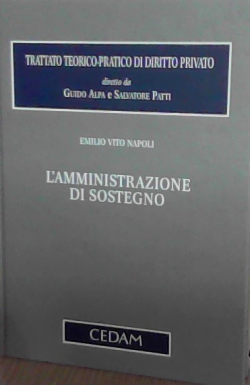 TRATTATO TEORICO-PRATICO DI DIRITTO PRIVATO
diretto da
GUIDO ALPA e SALVATORE PATTI
EMILIO VITO NAPOLI
L'AMMINISTRAZIONE
DI SOSTEGNO
CEDAM